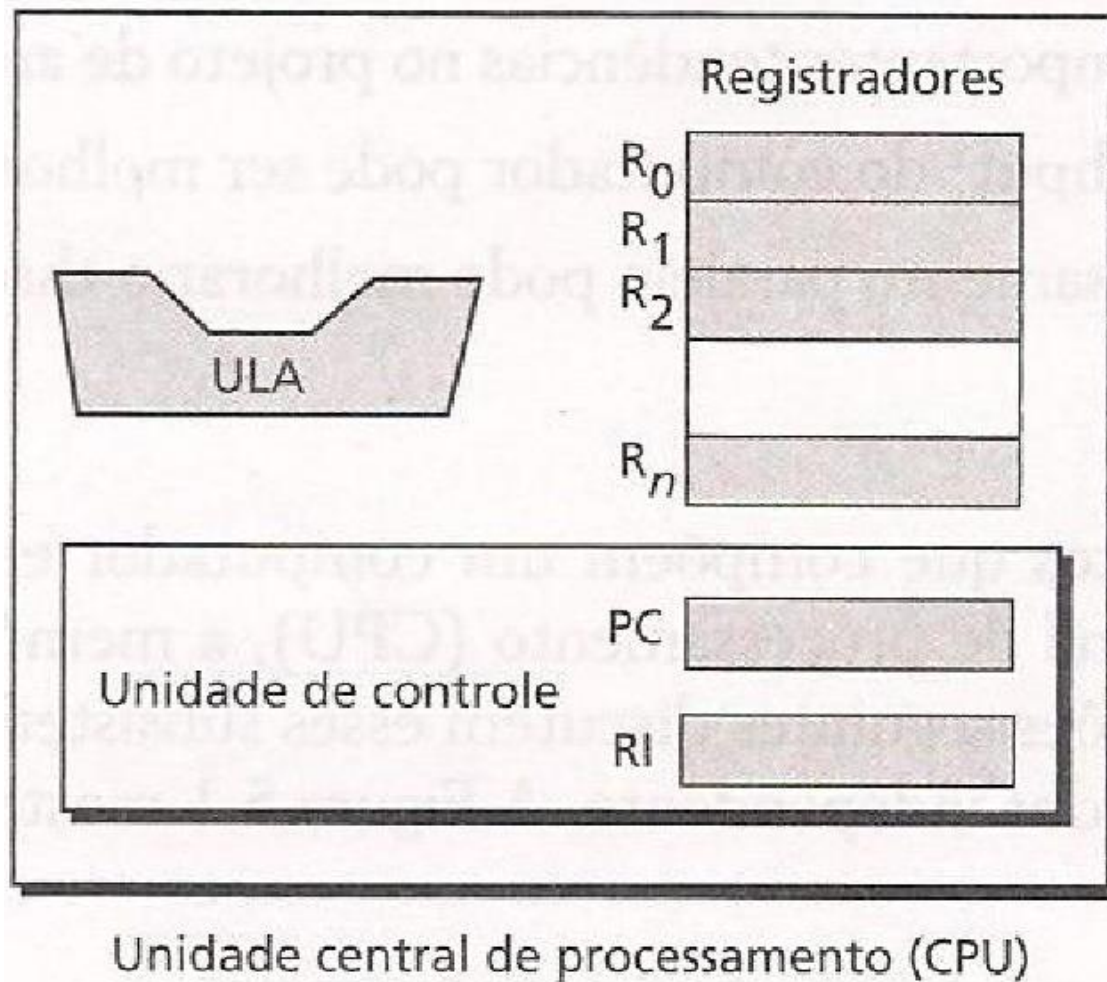 Registradores
R0
R1
R2
Rn
ULA
Unidade de controle
PC
RI
Unidade central de processamento (CPU)